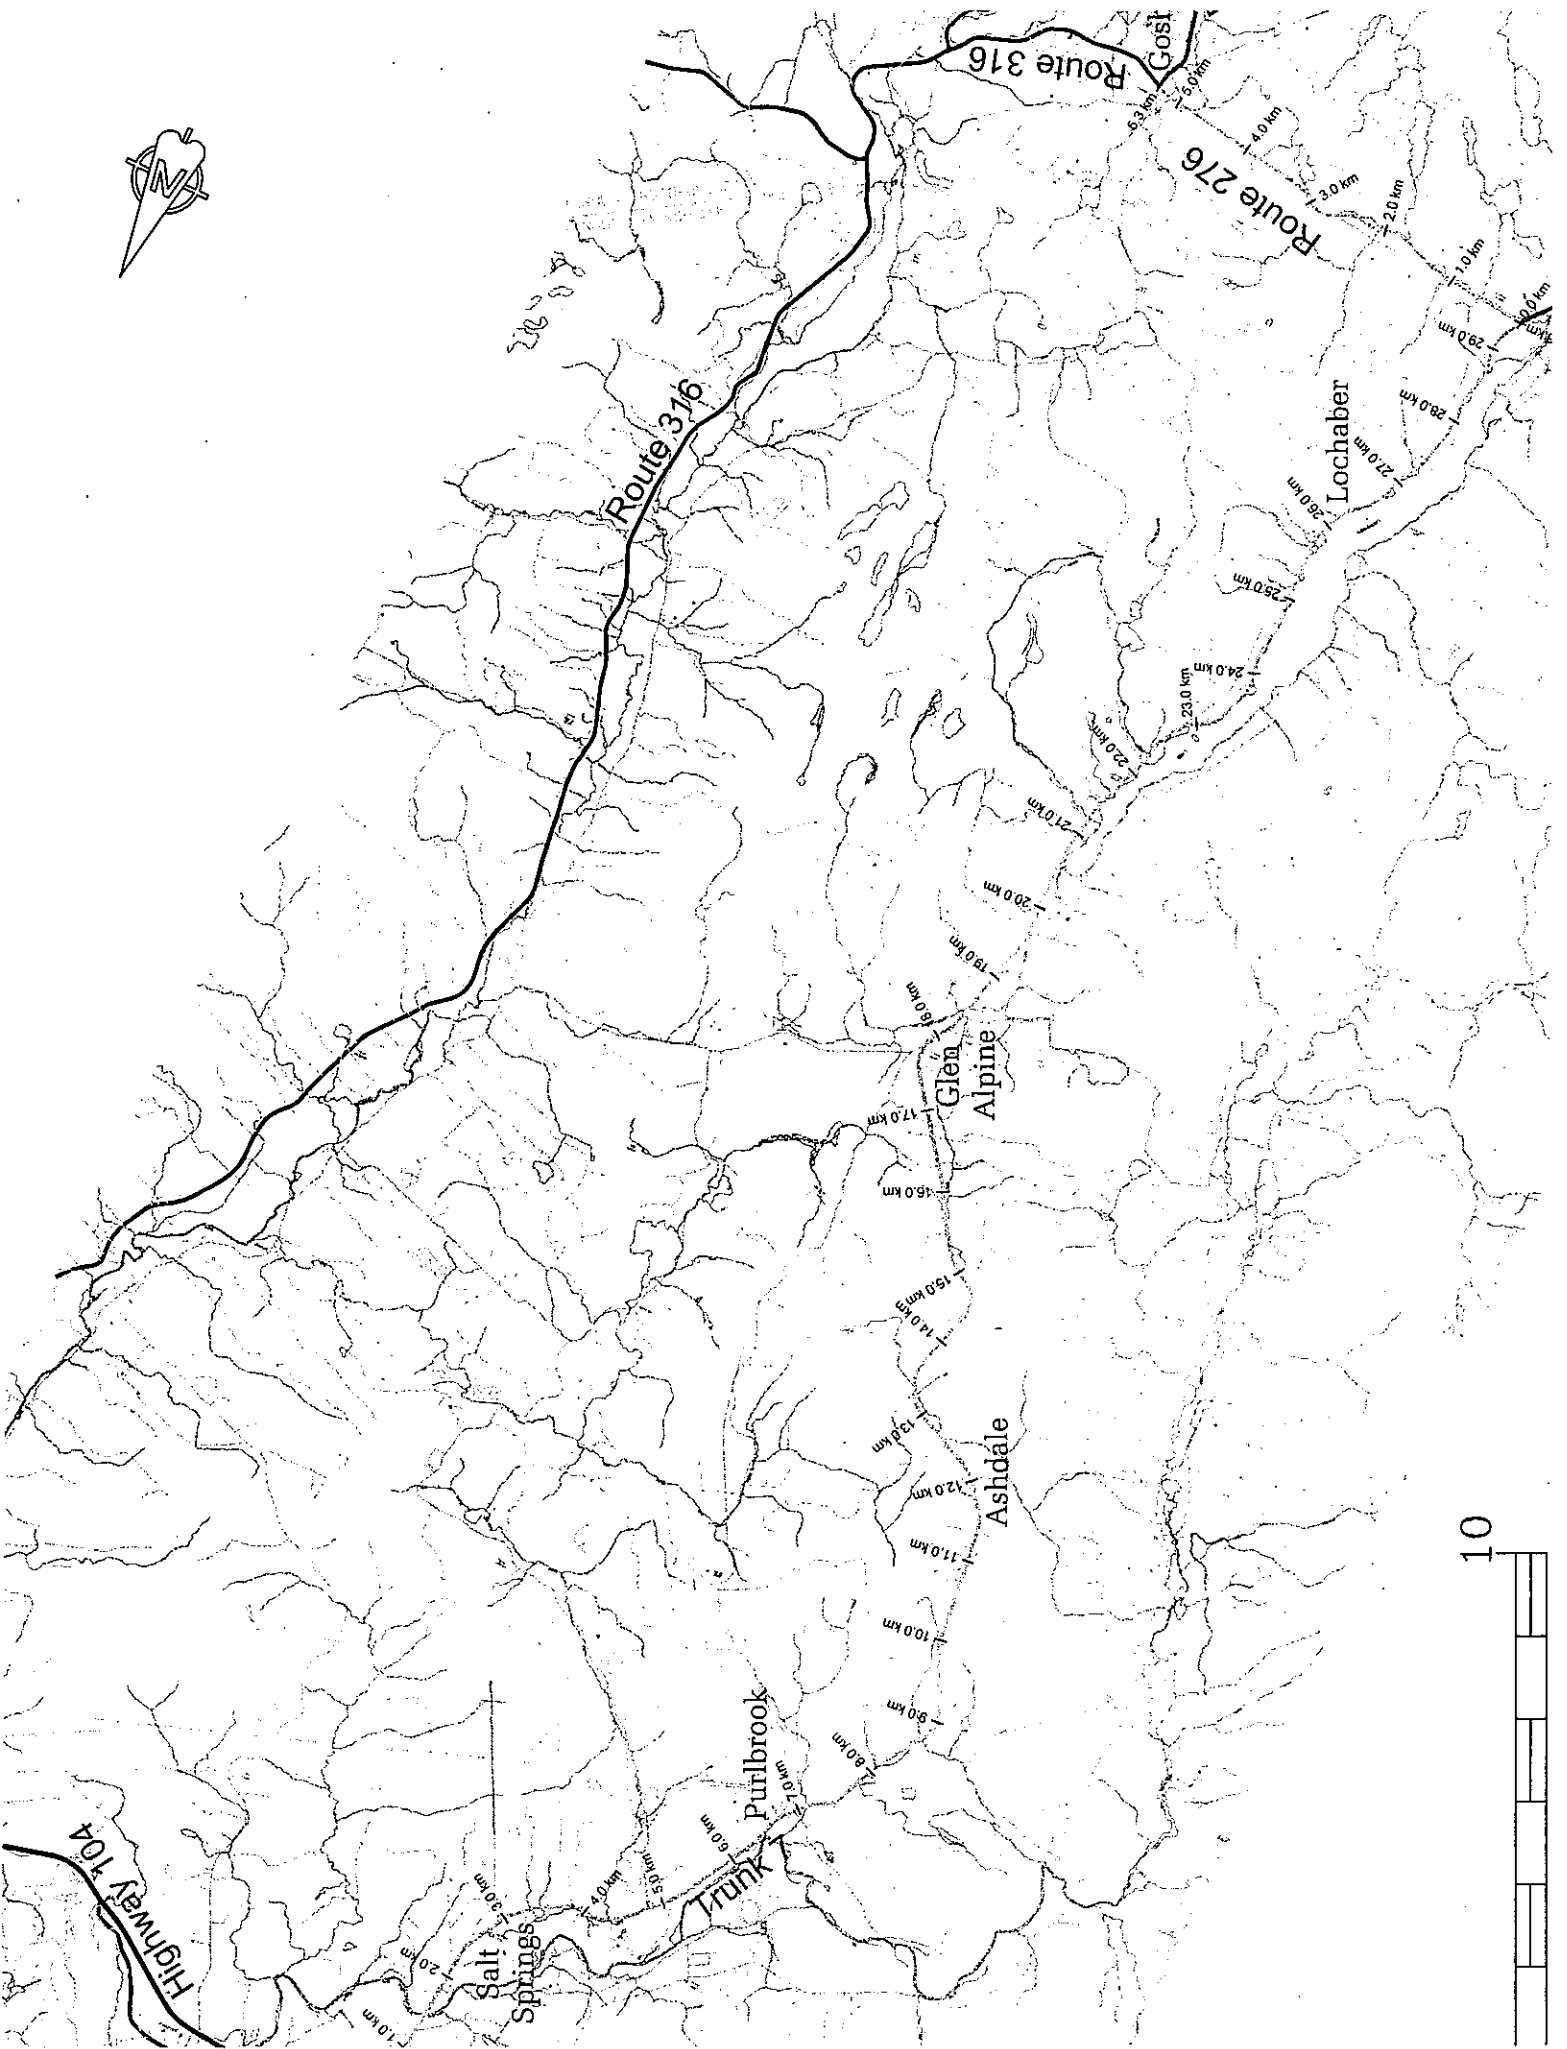 N
Gosl
Route 316
5.3 km
5.0 km
4.0 km
Route 276
3.0 km
2.0 km
1.0 km
0.0 km
29.0 km
28.0 km
Lochaber
27.0 km
26.0 km
25.0 km
24.0 km
23.0 km
22.0 km
21.0 km
20.0 km
19.0 km
18.0 km
Glen
Alpine
17.0 km
16.0 km
15.0 km
14.0 km
13.0 km
12.0 km
Ashdale
11.0 km
10.0 km
9.0 km
8.0 km
7.0 km
Purlbrook
6.0 km
Trunk 7
5.0 km
4.0 km
3.0 km
Salt
Springs
2.0 m
1.0 km
Highway 104
Route 316
10